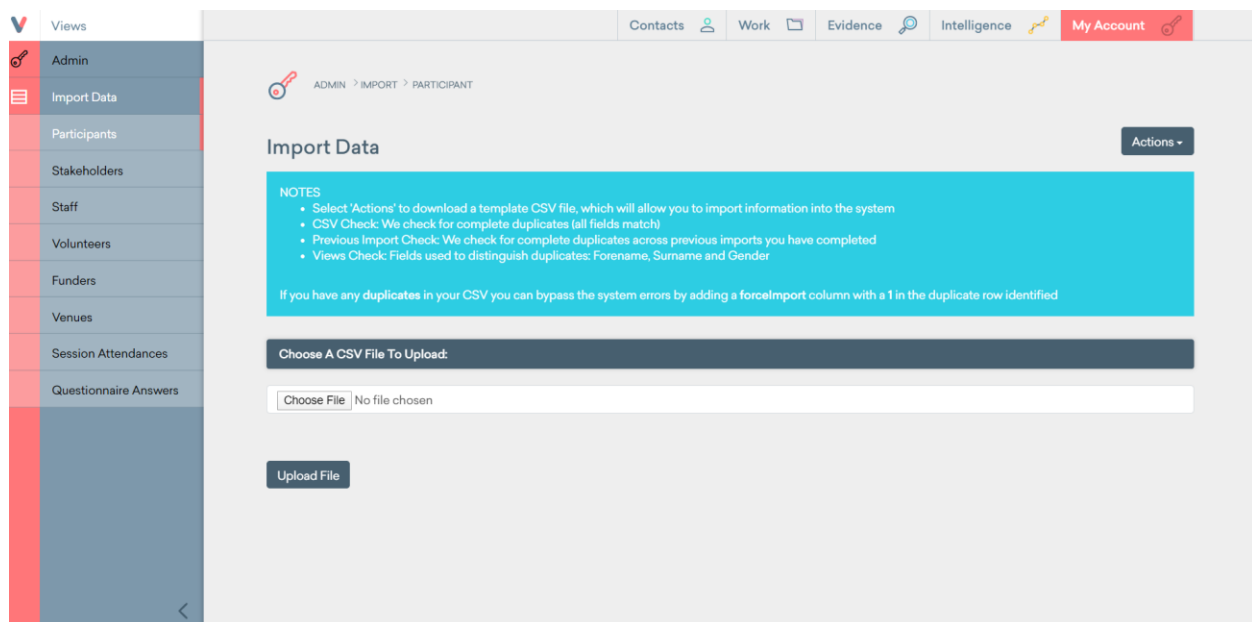 Views
Contacts
Work
Evidence
Intelligence
My Account
Admin
Import Data
Participants
Stakeholders
Staff
Volunteers
Funders
Venues
Session Attendances
Questionnaire Answers
ADMIN > IMPORT > PARTICIPANT
Import Data
Actions
NOTES
• Select 'Actions' to download a template CSV file, which will allow you to import information into the system
• CSV Check: We check for complete duplicates (all fields match)
• Previous Import Check: We check for complete duplicates across previous imports you have completed
• Views Check: Fields used to distinguish duplicates: Forename, Surname and Gender
If you have any duplicates in your CSV you can bypass the system errors by adding a forceImport column with a 1 in the duplicate row identified
Choose A CSV File To Upload:
Choose File No file chosen
Upload File